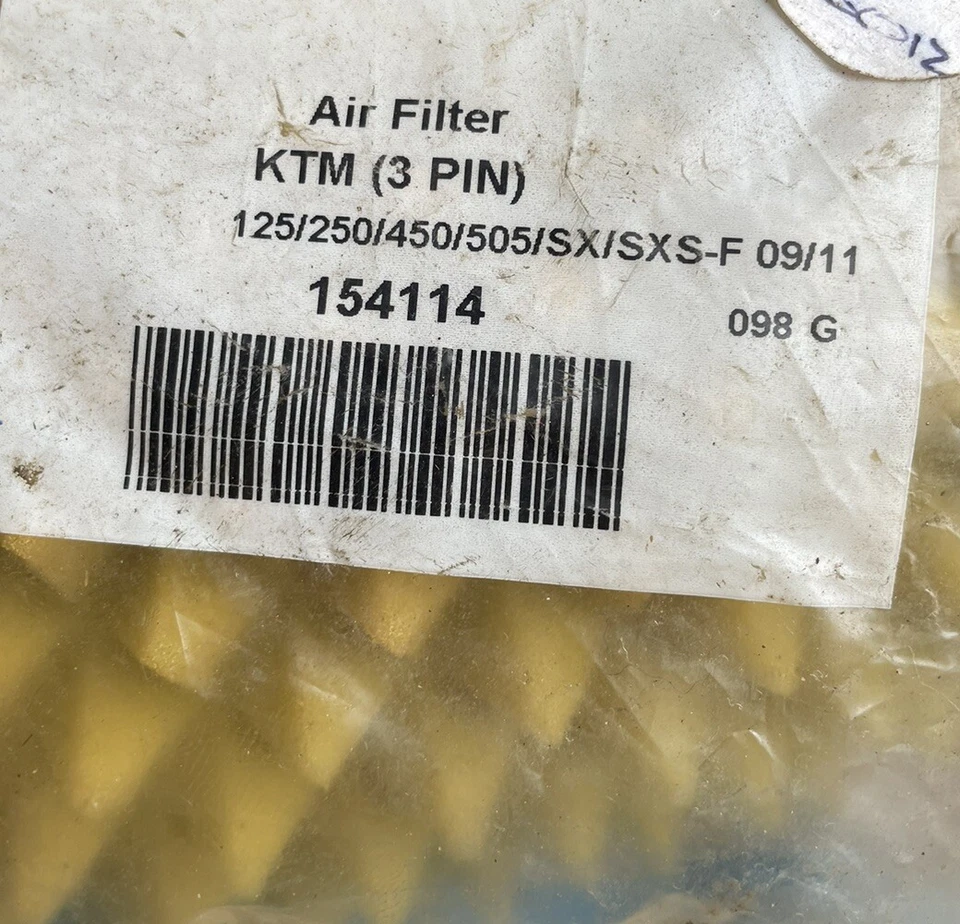 Air Filter
KTM (3 PIN)
125/250/450/505/SX/SXS-F 09/11
154114
098 G